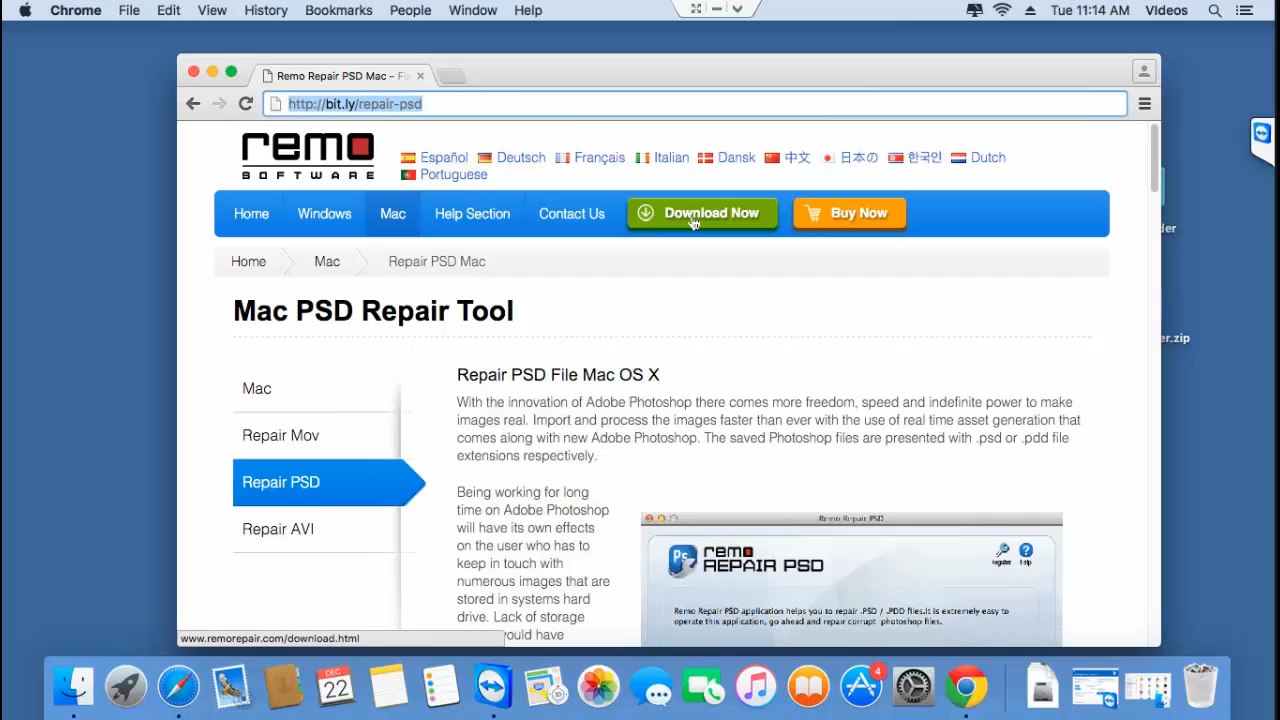 Chrome File Edit View History Bookmarks People Window Help Tue 11:14 AM VIdeos
Remo Repair PSD Mac – Fi
http://bit.ly/repair-psd
remo
SOFTWARE
Español Deutsch Français Italian Dansk 中文 日本の 한국인 Dutch
Portuguese
Home Windows Mac Help Section Contact Us Download Now Buy Now
Home Mac Repair PSD Mac
Mac PSD Repair Tool
Mac
Repair Mov
Repair PSD
Repair AVI
Repair PSD File Mac OS X
With the innovation of Adobe Photoshop there comes more freedom, speed and indefinite power to make
images real. Import and process the images faster than ever with the use of real time asset generation that
comes along with new Adobe Photoshop. The saved Photoshop files are presented with .psd or .pdd file
extensions respectively.
Being working for long
time on Adobe Photoshop
will have its own effects
on the user who has to
keep in touch with
numerous images that are
stored in systems hard
drive. Lack of storage
would have
Remo Repair PSD
Ps remo
REPAIR PSD
Register Help
Remo Repair PSD application helps you to repair .PSD / .PDD files.It is extremely easy to
operate this application, go ahead and repair corrupt photoshop files.
www.remorepair.com/download.html
der
er.zip
DEC
22
4